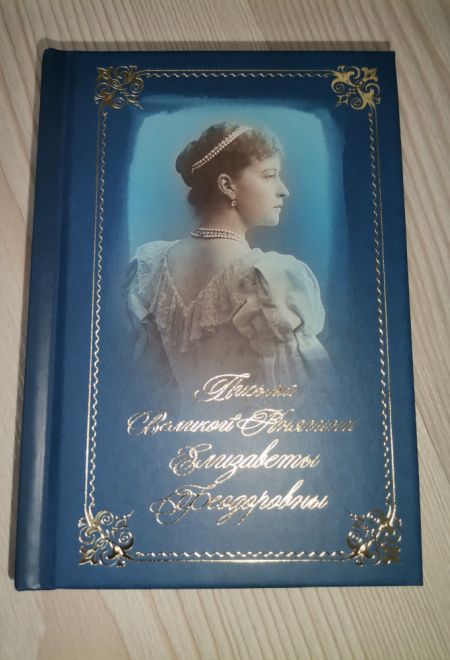 Письма
Великой Княгини
Елизаветы
Феодоровны